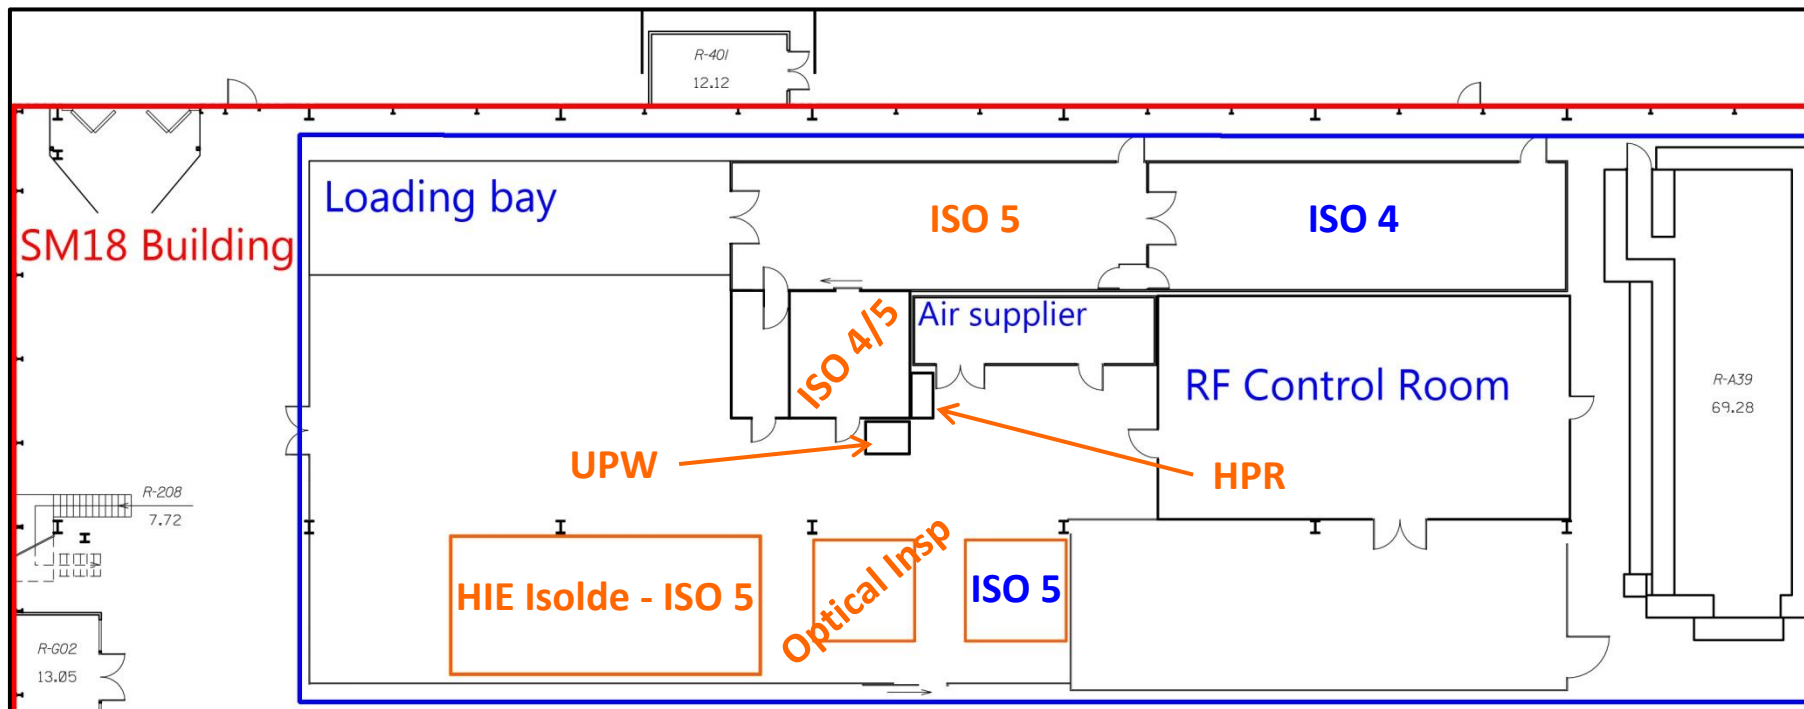 R-401
12.12
Loading bay
ISO 5
ISO 4
SM18 Building
ISO 4/5
Air supplier
RF Control Room
R-A39
69.28
UPW
HPR
R-208
7.72
HIE Isolde - ISO 5
Optical Insp
ISO 5
R-G02
13.05